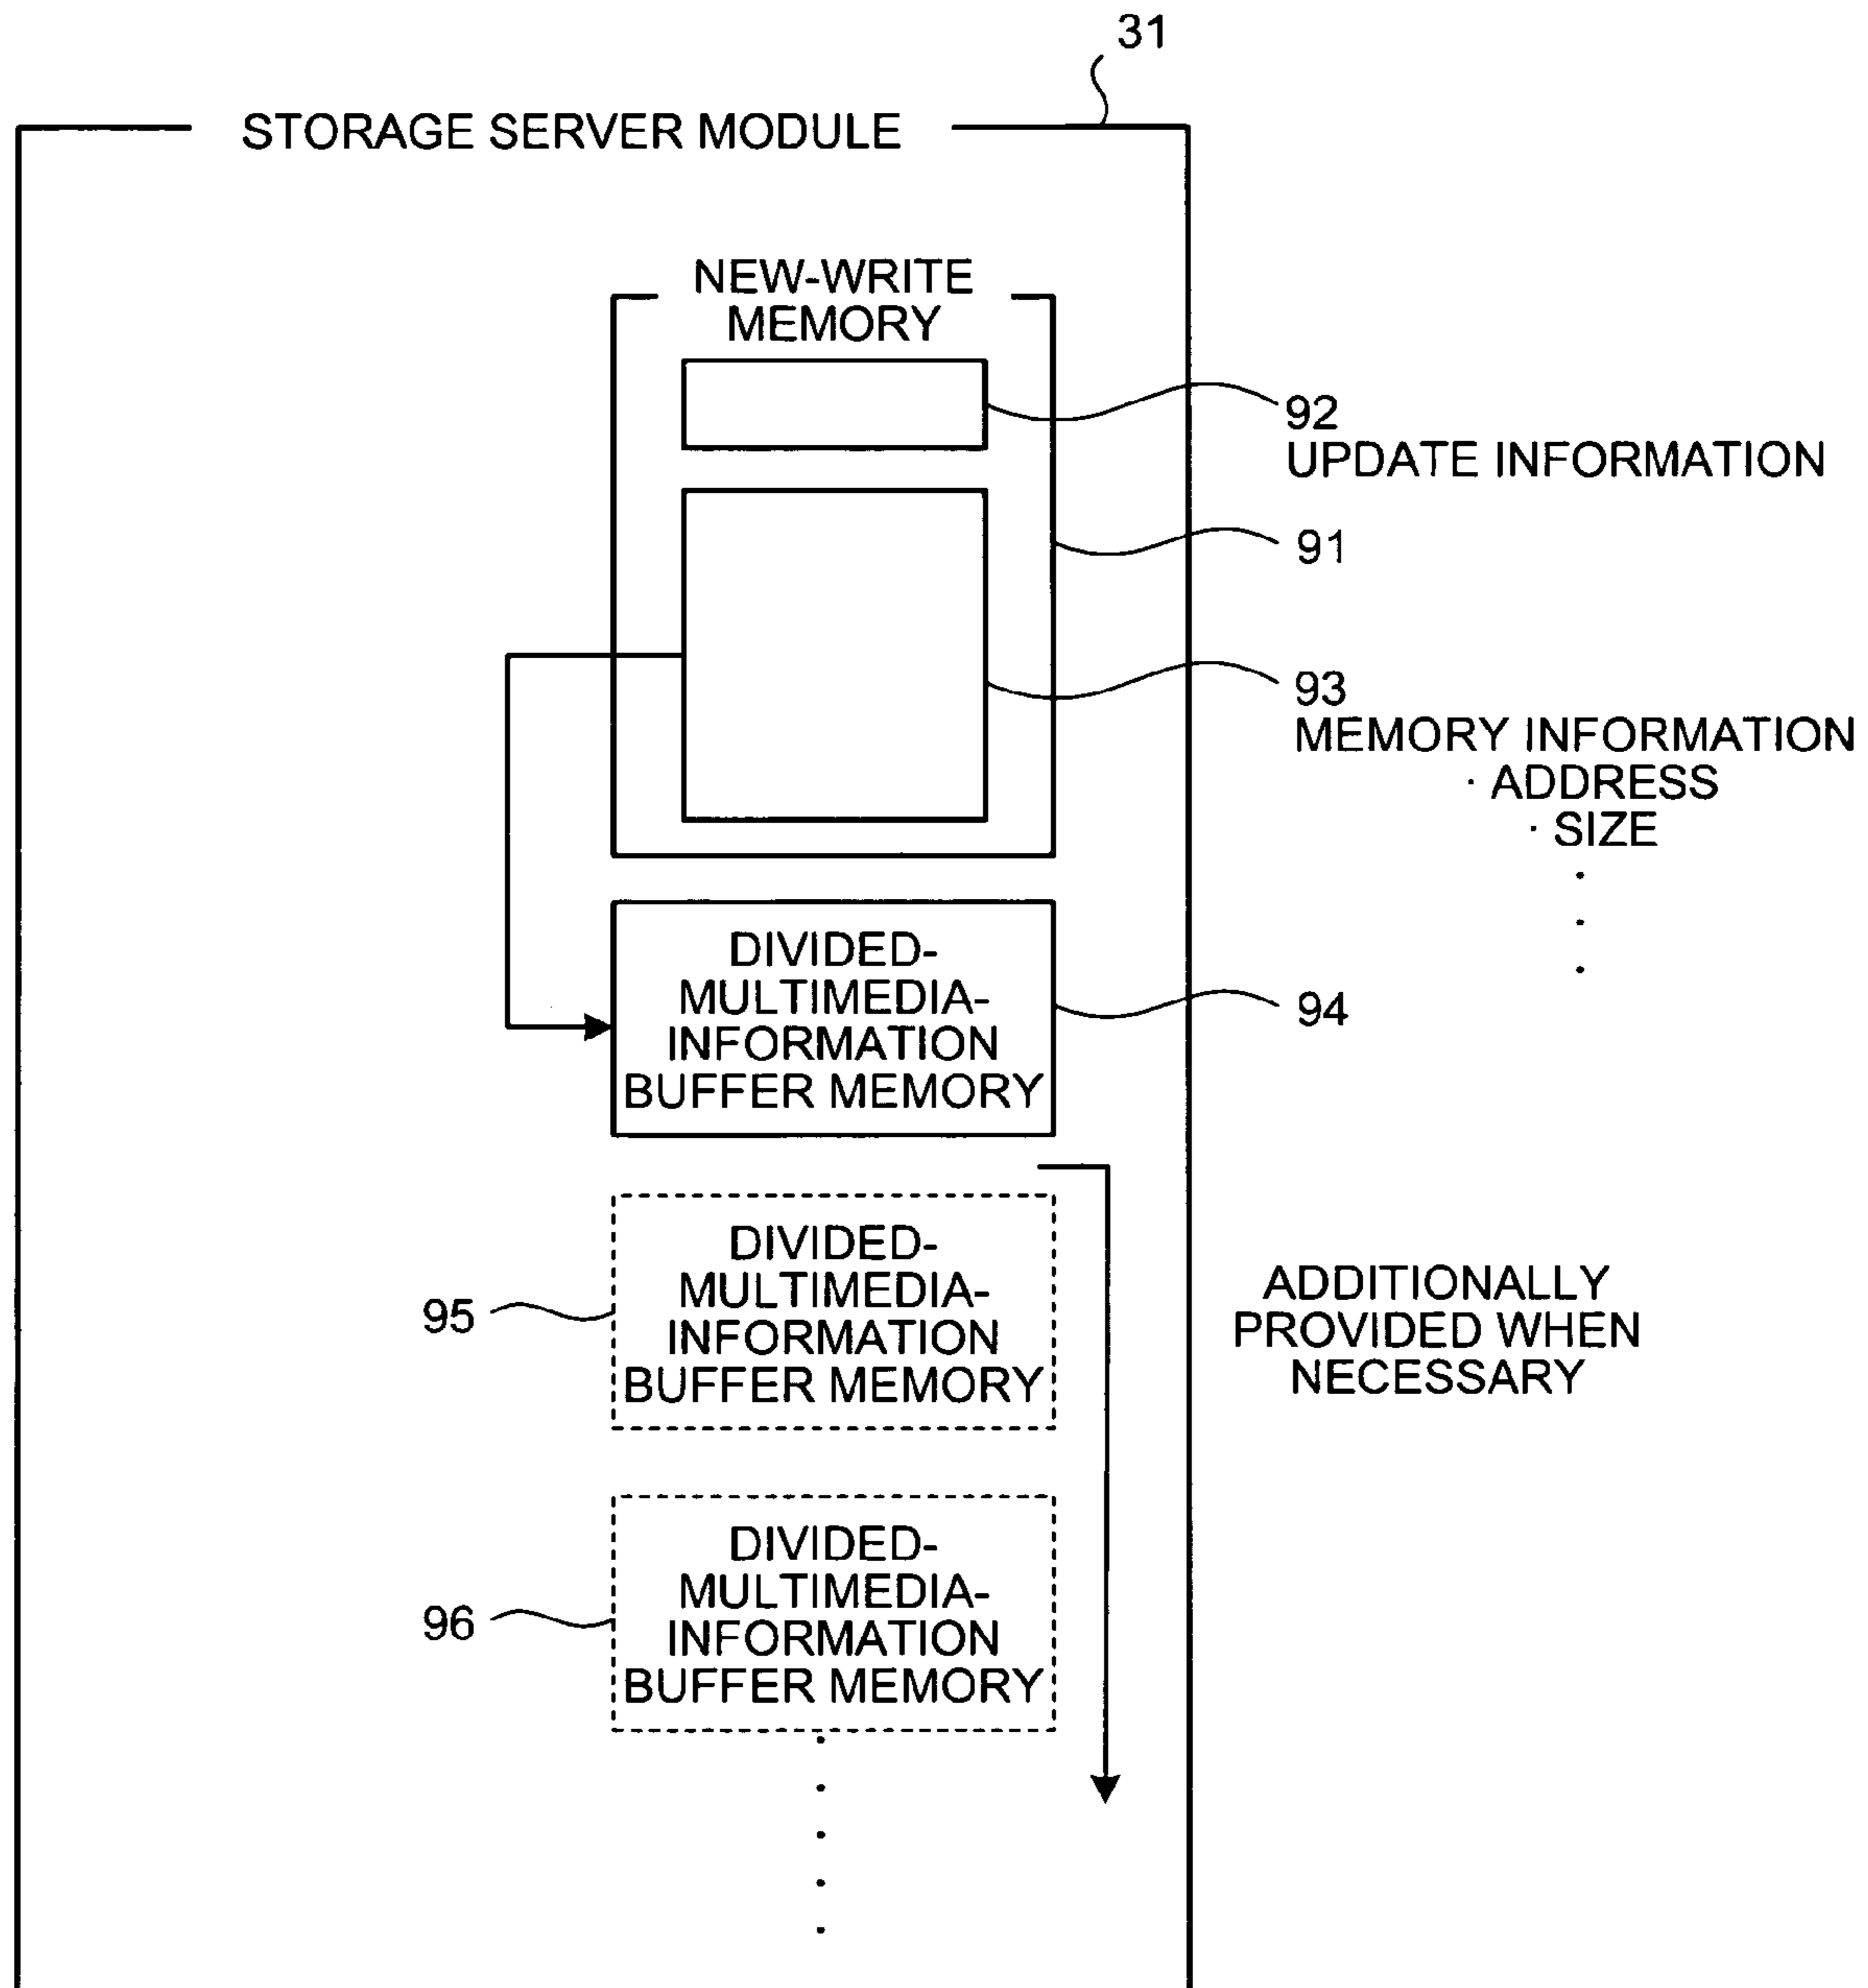 31
STORAGE SERVER MODULE
NEW-WRITE
MEMORY
92
UPDATE INFORMATION
91
93
MEMORY INFORMATION
· ADDRESS
· SIZE
DIVIDED-
MULTIMEDIA-
INFORMATION
BUFFER MEMORY
94
DIVIDED-
MULTIMEDIA-
INFORMATION
BUFFER MEMORY
95
ADDITIONALLY
PROVIDED WHEN
NECESSARY
DIVIDED-
MULTIMEDIA-
INFORMATION
BUFFER MEMORY
96